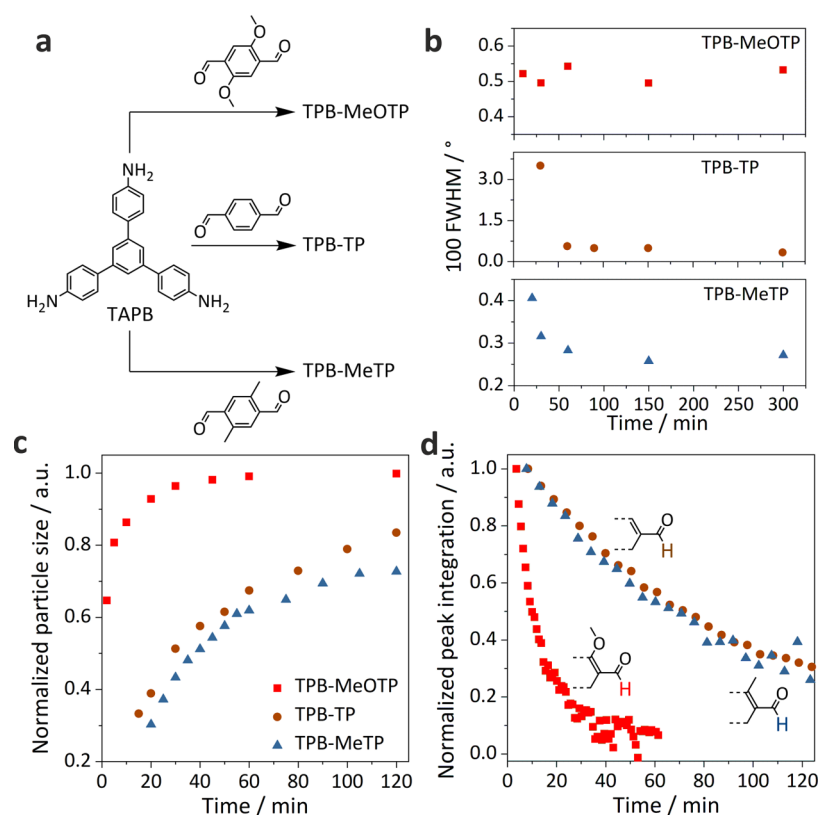 a
O
O
O
O
TPB-MeOTP
NH₂
O
O
TPB-TP
H₂N
NH₂
TAPB
TPB-MeTP
O
O
b
100 FWHM / °
0.6
0.5
0.4
TPB-MeOTP
3.0
1.5
0.0
TPB-TP
0.4
0.3
0.2
TPB-MeTP
0 50 100 150 200 250 300
Time / min
c
Normalized particle size / a.u.
1.0
0.8
0.6
0.4
0.2
TPB-MeOTP
TPB-TP
TPB-MeTP
0 20 40 60 80 100 120
Time / min
d
Normalized peak integration / a.u.
1.0
0.8
0.6
0.4
0.2
0.0
O
H
O
O
H
O
H
0 20 40 60 80 100 120
Time / min